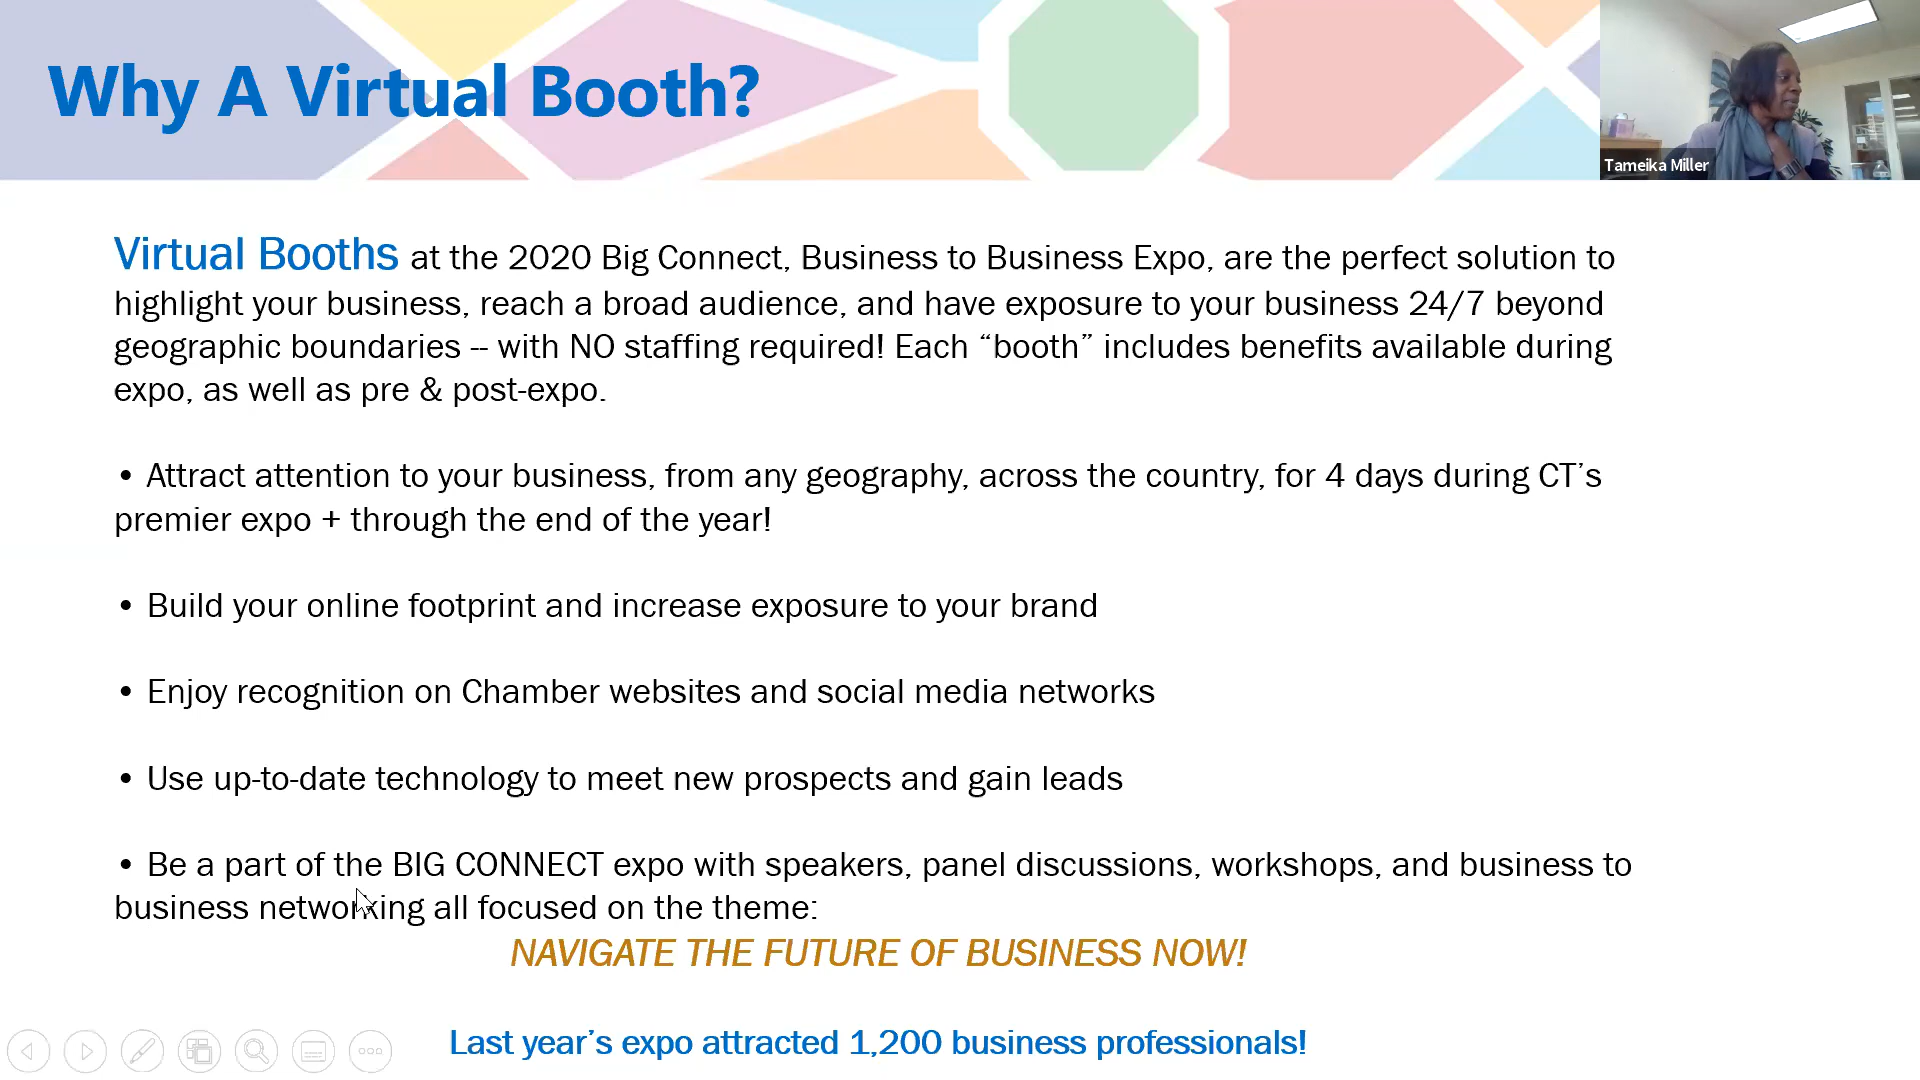 Why A Virtual Booth?
Tameika Miller
Virtual Booths at the 2020 Big Connect, Business to Business Expo, are the perfect solution to
highlight your business, reach a broad audience, and have exposure to your business 24/7 beyond
geographic boundaries -- with NO staffing required! Each “booth” includes benefits available during
expo, as well as pre & post-expo.
• Attract attention to your business, from any geography, across the country, for 4 days during CT’s
premier expo + through the end of the year!
• Build your online footprint and increase exposure to your brand
• Enjoy recognition on Chamber websites and social media networks
• Use up-to-date technology to meet new prospects and gain leads
• Be a part of the BIG CONNECT expo with speakers, panel discussions, workshops, and business to
business networking all focused on the theme:
NAVIGATE THE FUTURE OF BUSINESS NOW!
Last year’s expo attracted 1,200 business professionals!